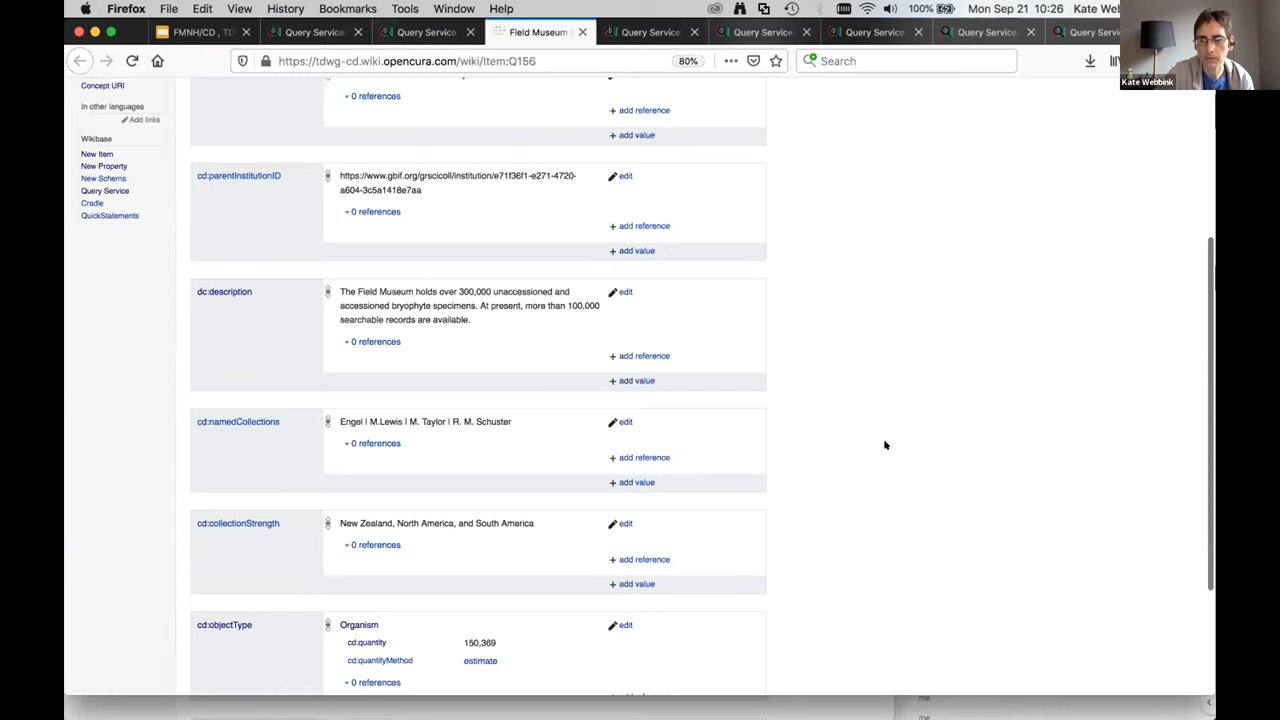 Firefox File Edit View History Bookmarks Tools Window Help 100% Mon Sep 21 10:26 Kate We
FMNH/CD , TD Query Service Query Service Field Museum Query Service Query Service Query Service Query Service Query
https://tdwg-cd.wiki.opencura.com/wiki/Item:Q156 80% Search
Kate Webbink
Concept URI
In other languages
Add links
Wikibase
New Item
New Property
New Schema
Query Service
Cradle
QuickStatements
0 references
+ add reference
+ add value
cd:parentInstitutionID https://www.gbif.org/grscicoll/institution/e71f36f1-e271-4720- edit
a604-3c5a1418e7aa
0 references
+ add reference
+ add value
dc:description The Field Museum holds over 300,000 unaccessioned and edit
accessioned bryophyte specimens. At present, more than 100,000
searchable records are available.
0 references
+ add reference
+ add value
cd:namedCollections Engel | M.Lewis | M. Taylor | R. M. Schuster edit
0 references
+ add reference
+ add value
cd:collectionStrength New Zealand, North America, and South America edit
0 references
+ add reference
+ add value
cd:objectType Organism edit
cd:quantity 150,369
cd:quantityMethod estimate
0 references
me